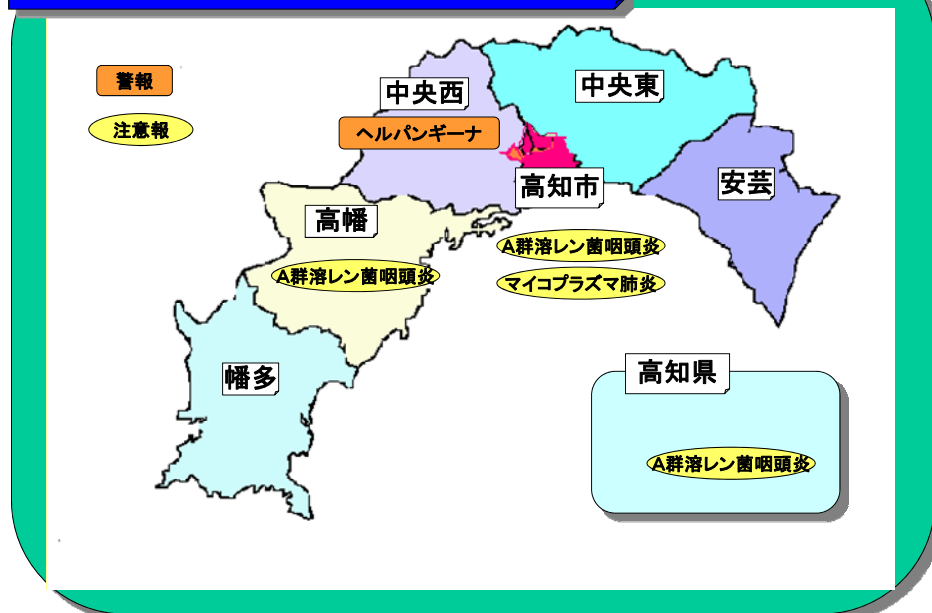 警報
注意報
中央西
ヘルパンギーナ
中央東
高知市
安芸
高幡
A群溶レン菌咽頭炎
A群溶レン菌咽頭炎
マイコプラズマ肺炎
幡多
高知県
A群溶レン菌咽頭炎